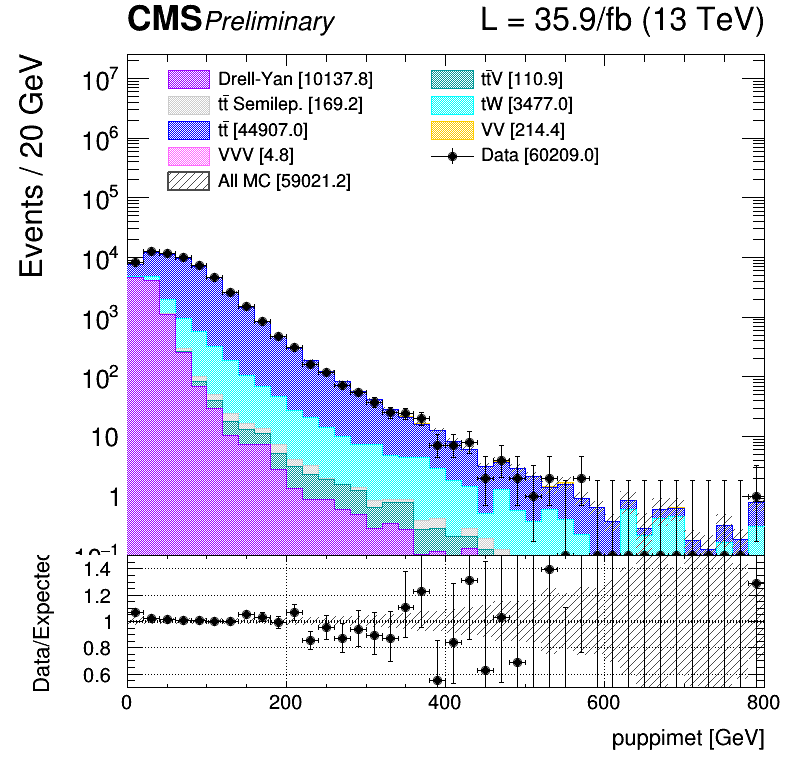 CMS Preliminary L = 35.9/fb (13 TeV)
Events / 20 GeV
Drell-Yan [10137.8]
tt̄ Semilep. [169.2]
tt̄ [44907.0]
VVV [4.8]
All MC [59021.2]
tt̄V [110.9]
tW [3477.0]
VV [214.4]
Data [60209.0]
10⁷
10⁶
10⁵
10⁴
10³
10²
10
1
10⁻¹
Data/Expected
1.4
1.2
1
0.8
0.6
0 200 400 600 800
puppimet [GeV]